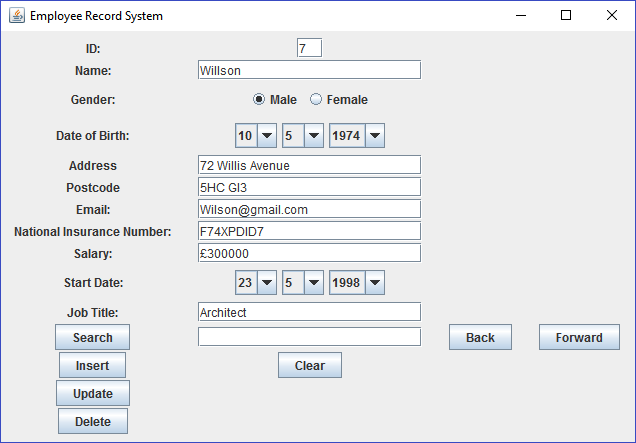 Employee Record System
ID: 7
Name: Willson
Gender: Male Female
Date of Birth: 10 5 1974
Address 72 Willis Avenue
Postcode 5HC GI3
Email: Wilson@gmail.com
National Insurance Number: F74XPDID7
Salary: £300000
Start Date: 23 5 1998
Job Title: Architect
Search Back Forward
Insert Clear
Update
Delete